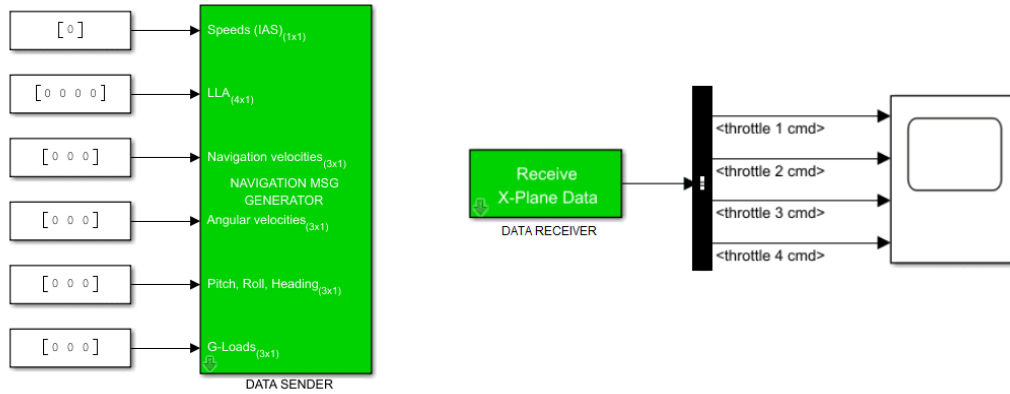 [0]
Speeds (IAS)(1x1)
[0 0 0 0]
LLA(4x1)
[0 0 0]
Navigation velocities(3x1)
NAVIGATION MSG
GENERATOR
[0 0 0]
Angular velocities(3x1)
[0 0 0]
Pitch, Roll, Heading(3x1)
[0 0 0]
G-Loads(3x1)
DATA SENDER
Receive
X-Plane Data
DATA RECEIVER
<throttle 1 cmd>
<throttle 2 cmd>
<throttle 3 cmd>
<throttle 4 cmd>